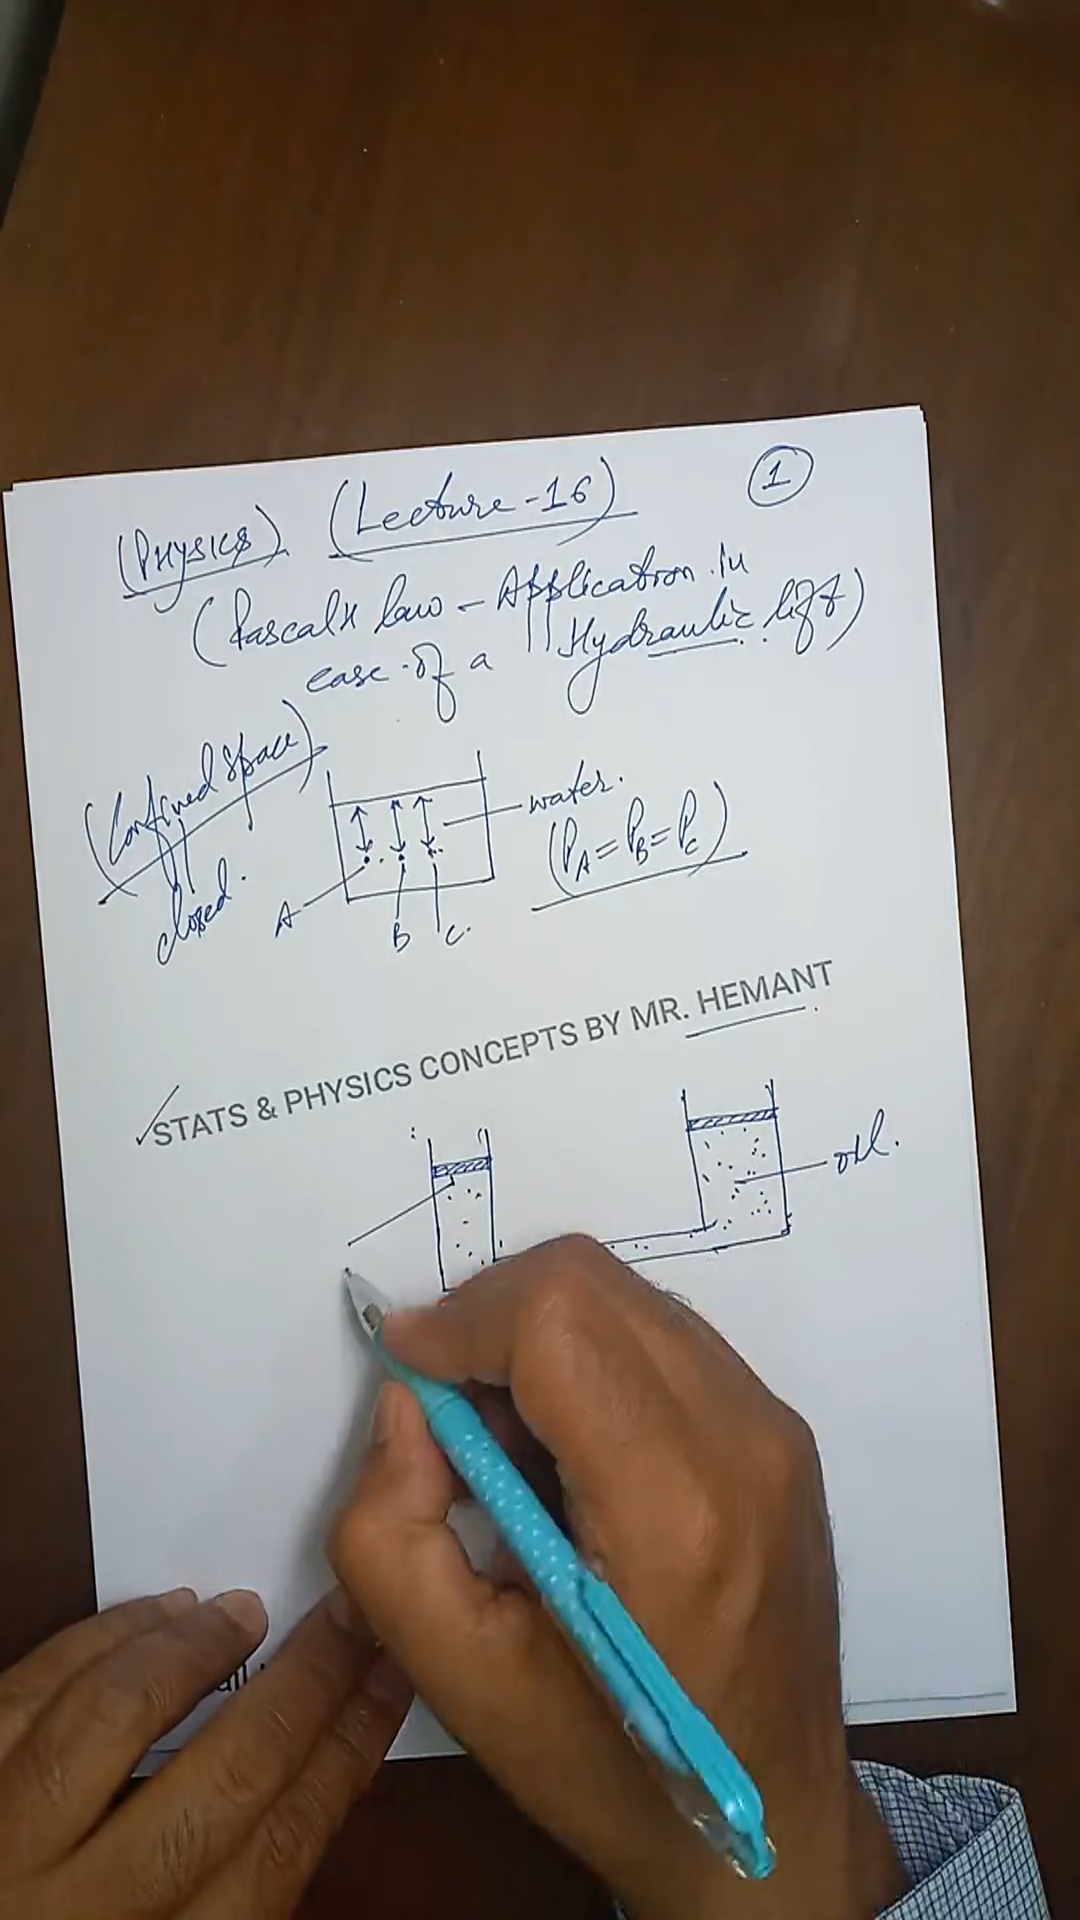 (Physics) (Lecture-16) 1
(Pascal's law - Application in
case of a Hydraulic lift)
(Confined space)
closed.
water.
(PA = PB = PC)
A
B C.
STATS & PHYSICS CONCEPTS BY MR. HEMANT
oil.